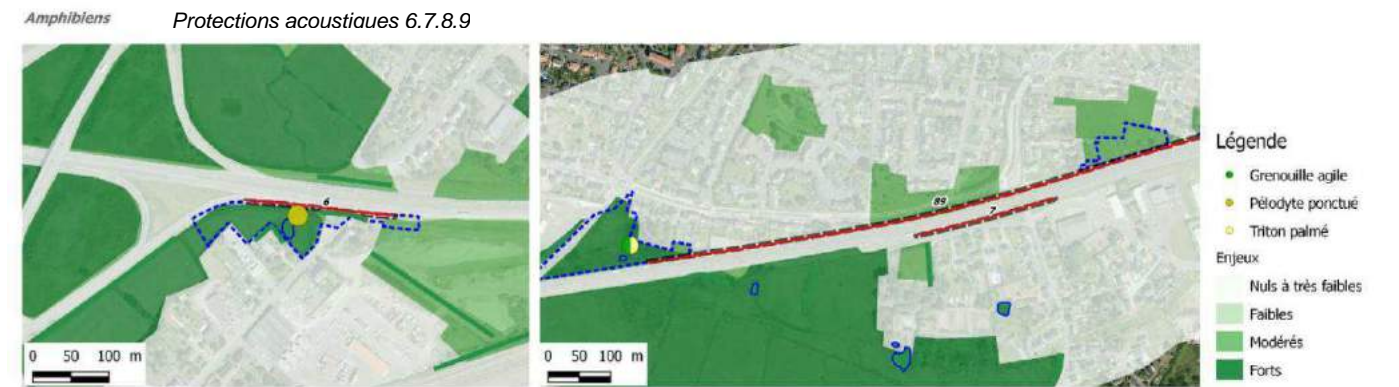 Amphibiens
Protections acoustiques 6.7.8.9
6
89
7
0 50 100 m
0 50 100 m
Légende
Grenouille agile
Pélodyte ponctué
Triton palmé
Enjeux
Nuls à très faibles
Faibles
Modérés
Forts